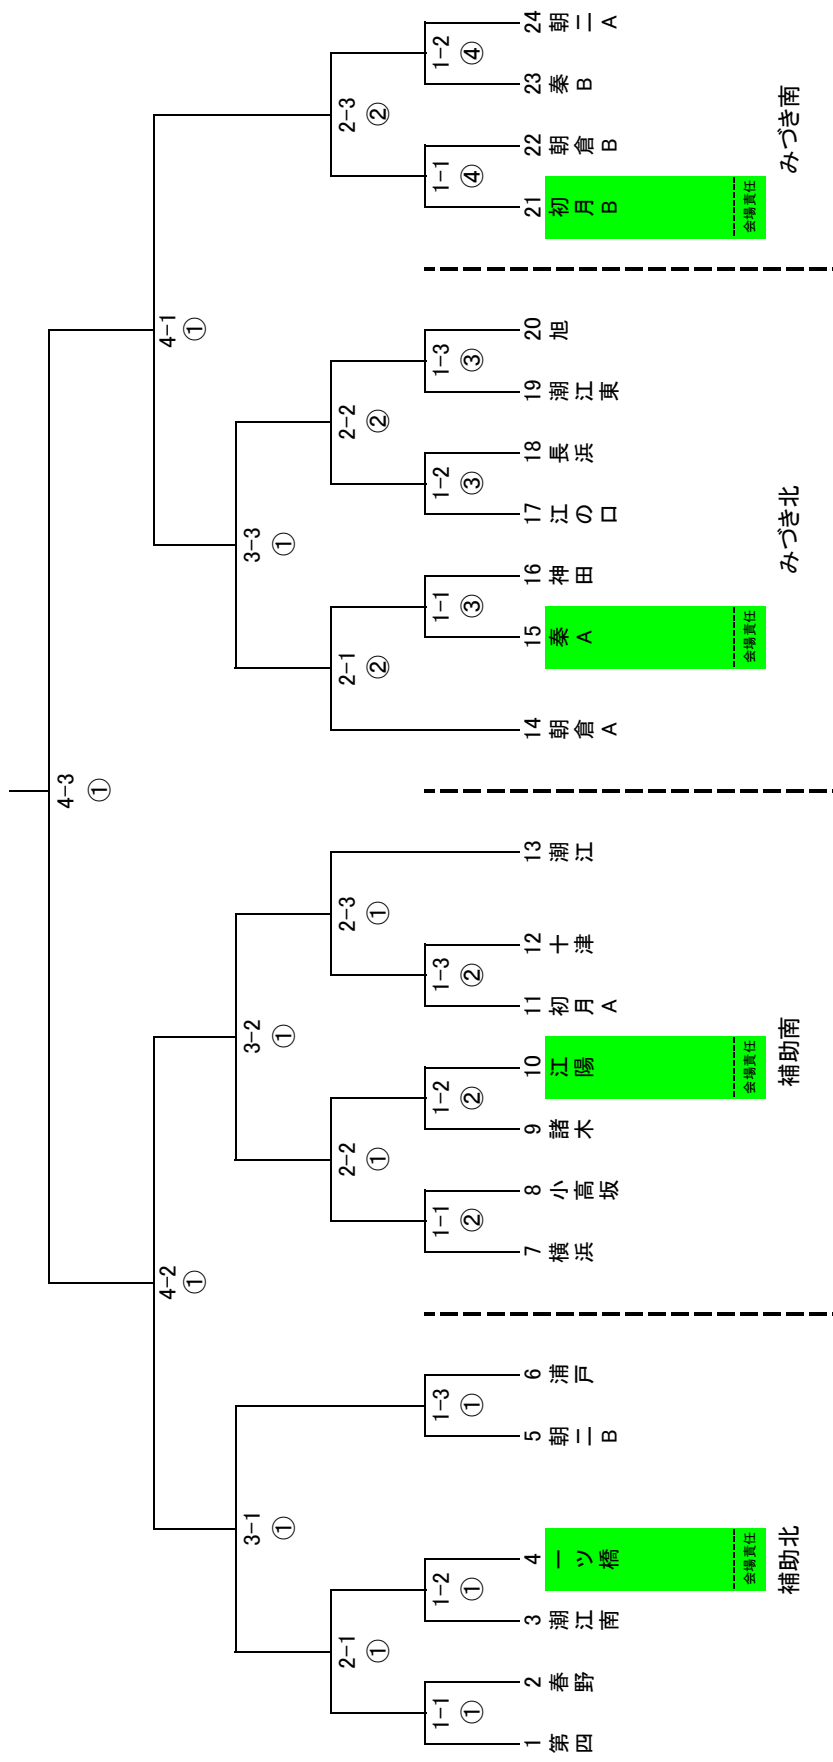 4-3
①
4-2
①
4-1
①
3-1
①
3-2
①
3-3
①
2-1
①
2-2
①
2-3
①
2-1
②
2-2
②
2-3
②
1-1
①
1-2
①
1-3
①
1-1
②
1-2
②
1-3
②
1-1
③
1-2
③
1-3
③
1-1
④
1-2
④
1 第四
2 春野
3 潮江南
4 一ツ橋 会場責任
5 朝二B
6 浦戸
7 横浜
8 小高坂
9 諸木
10 江陽 会場責任
11 初月A
12 十津
13 潮江
14 朝倉A
15 秦A 会場責任
16 神田
17 江の口
18 長浜
19 潮江東
20 旭
21 初月B 会場責任
22 朝倉B
23 秦B
24 朝二A
補助北
補助南
みづき北
みづき南